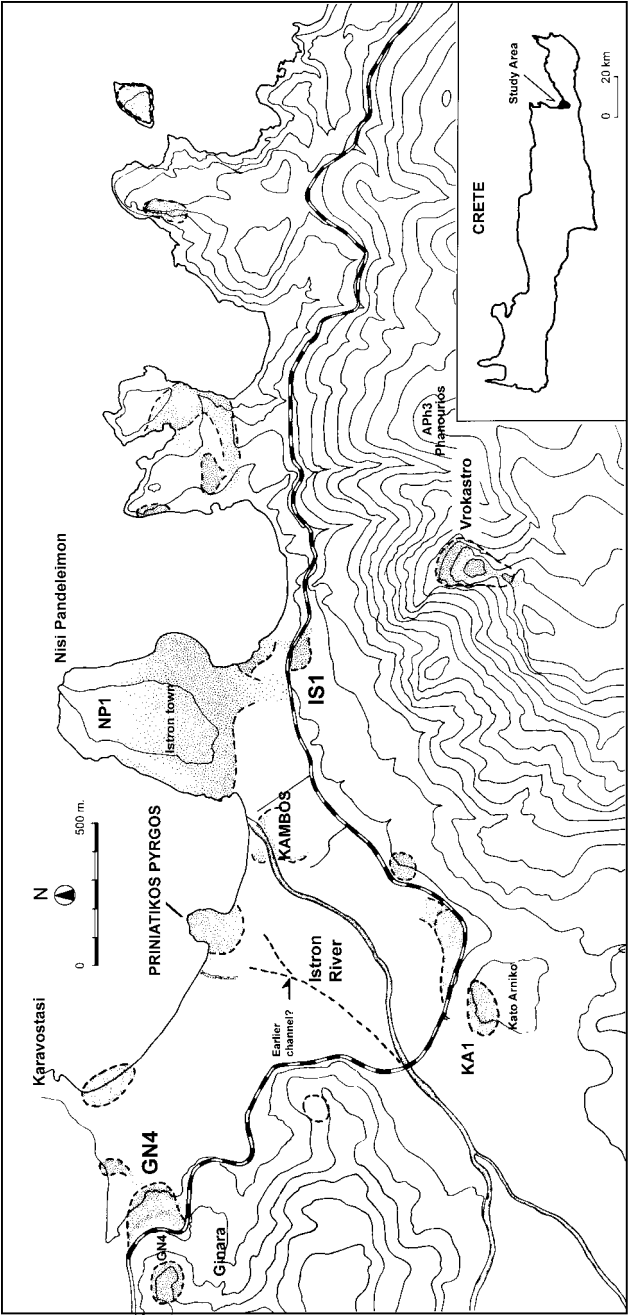 Karavostasi
GN4
GN4
Ginara
N
0 500 m.
PRINIATIKOS PYRGOS
Earlier
channel?
Istron
River
KAMBOS
KA1
Kato Arniko
Nisi Pandeleimon
NP1
Istron town
IS1
Vrokastro
APh3
Phanourios
CRETE
Study Area
0 20 km